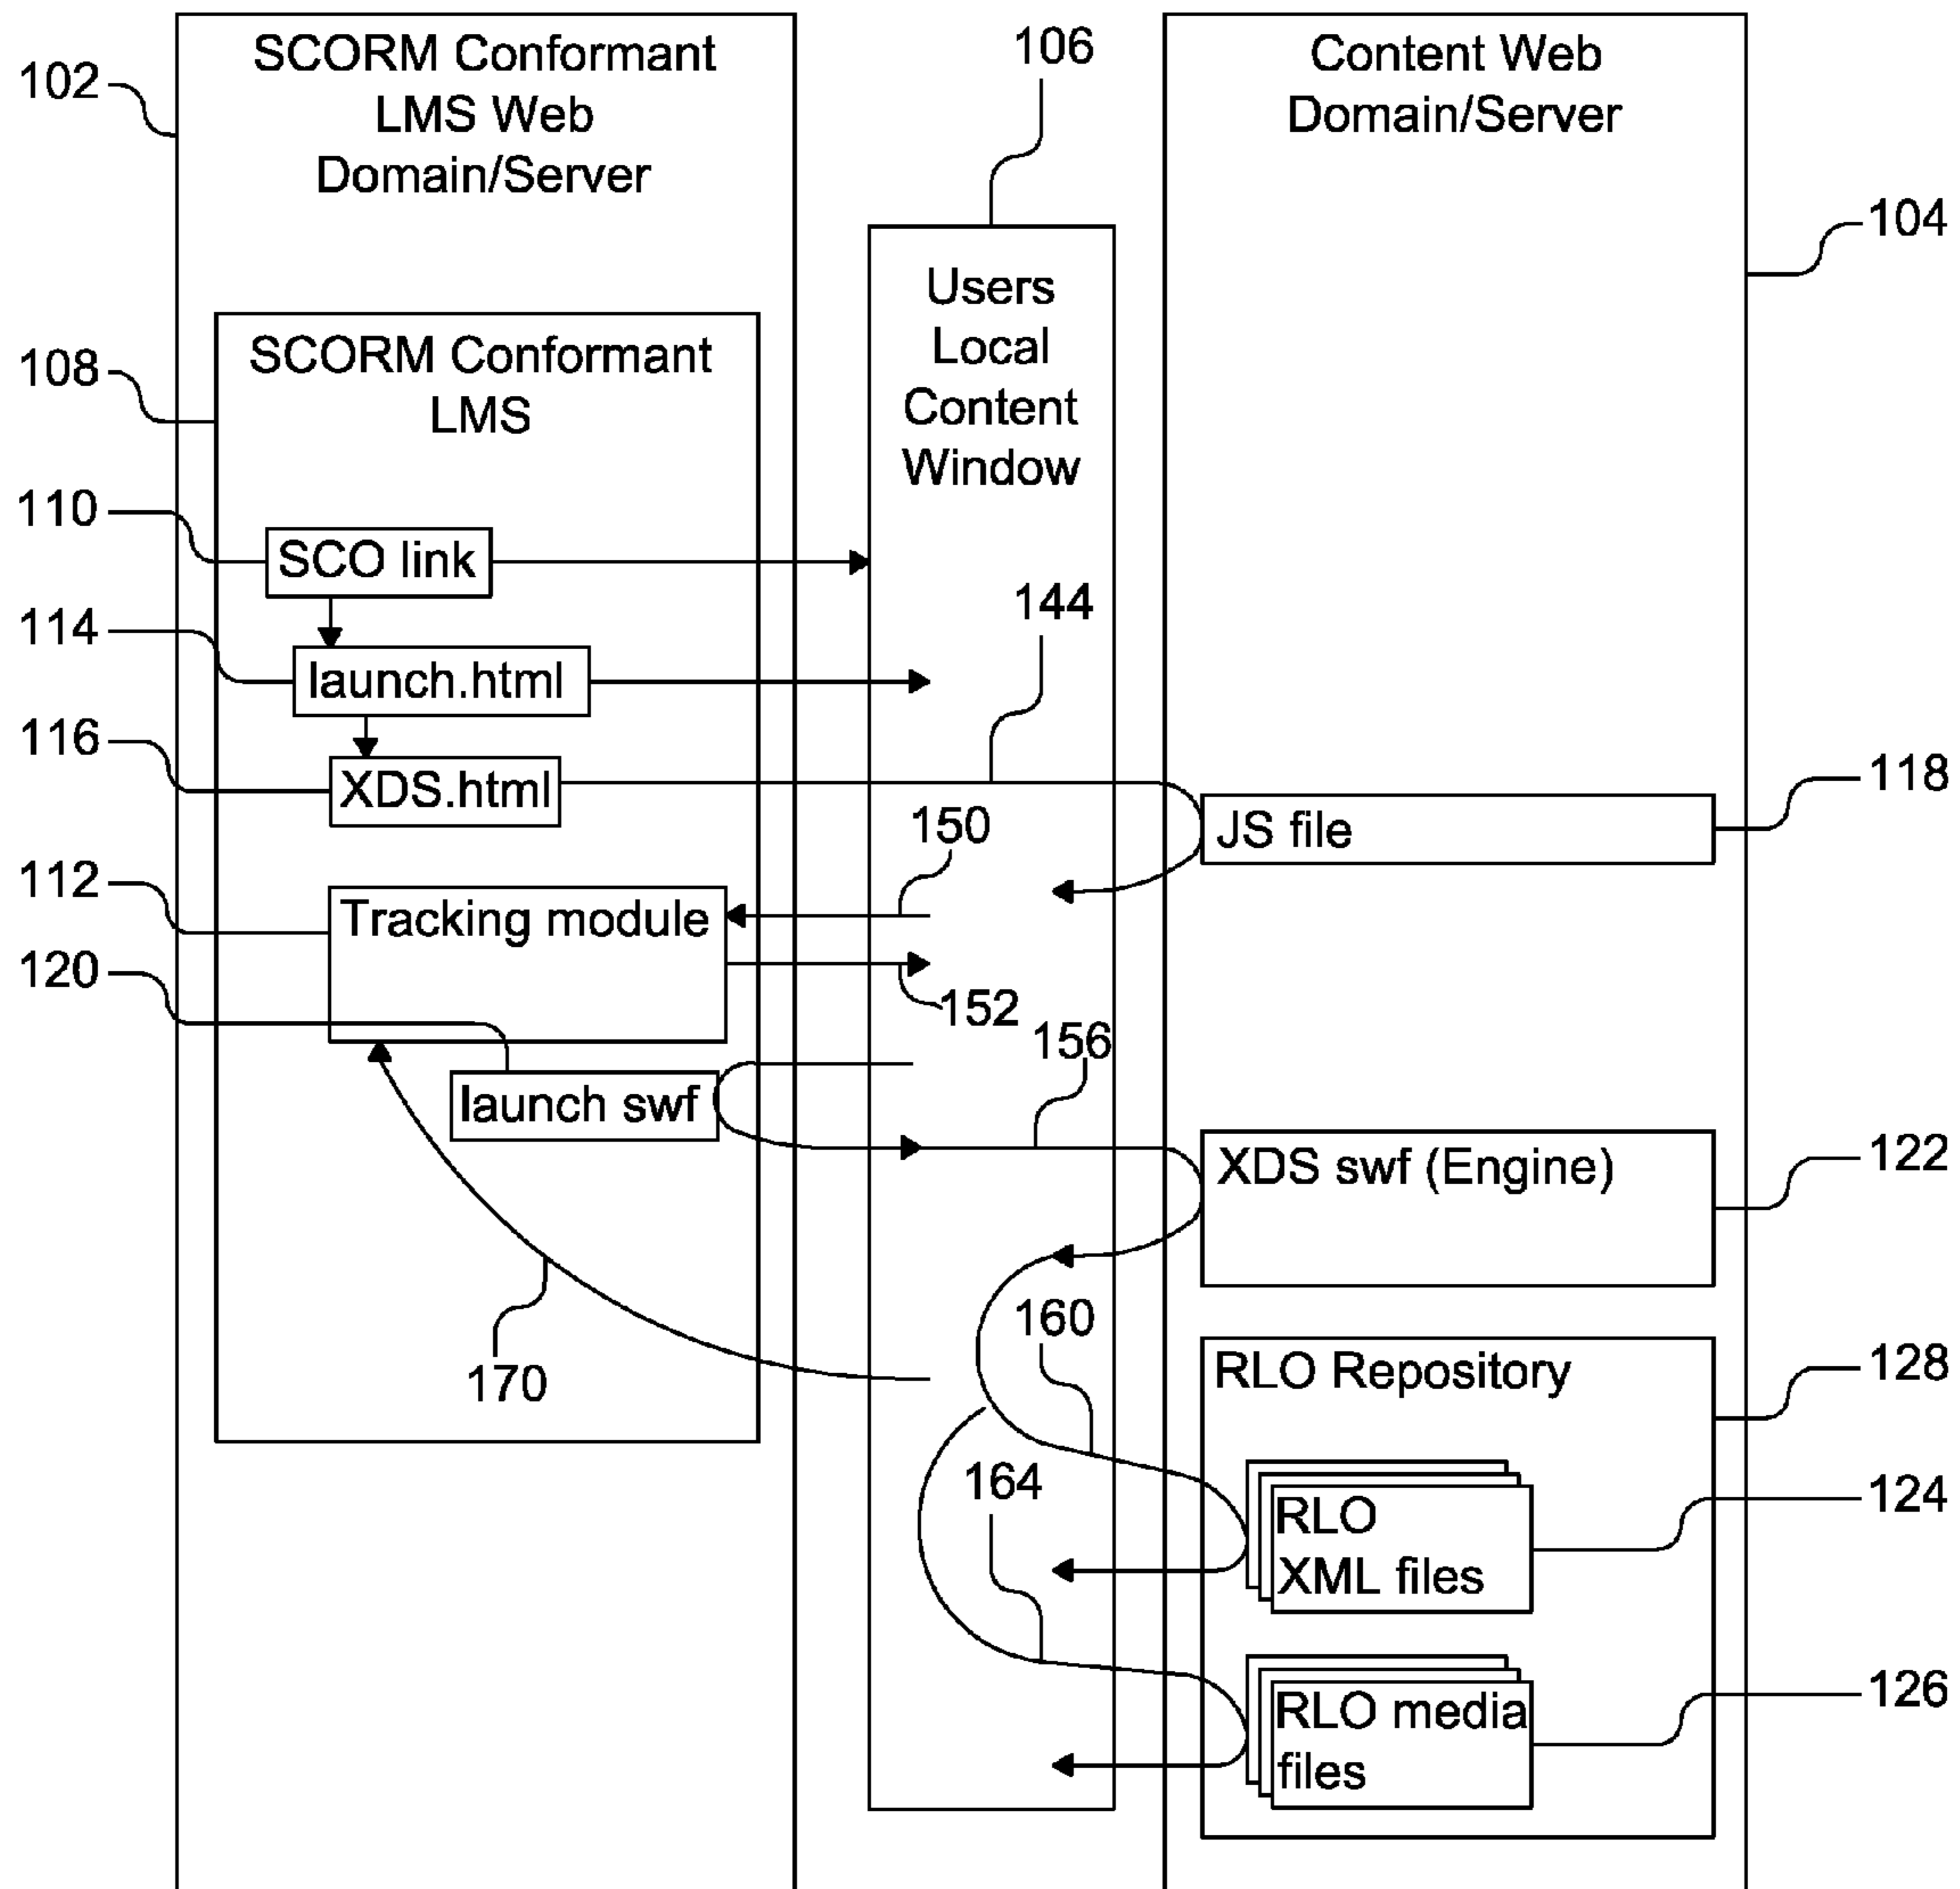 SCORM Conformant
LMS Web
Domain/Server
102
106
Content Web
Domain/Server
104
Users
Local
Content
Window
SCORM Conformant
LMS
108
110
SCO link
144
114
launch.html
116
XDS.html
118
JS file
150
112
Tracking module
120
152
156
launch swf
XDS swf (Engine)
122
160
170
RLO Repository
128
164
RLO
XML files
124
RLO media
files
126